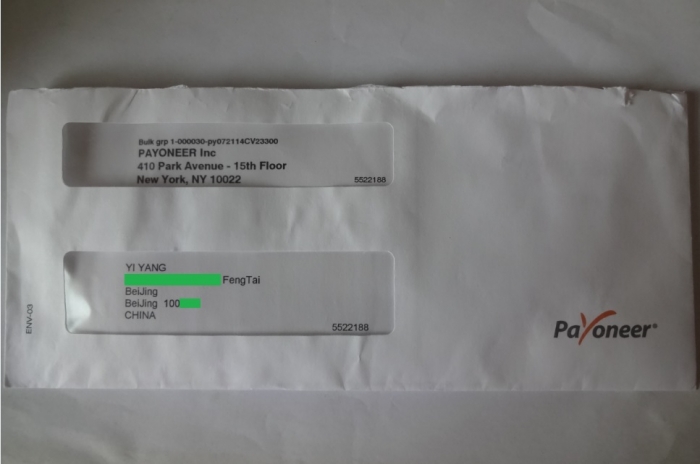 Bulk grp 1-000030-py072114CV23300
PAYONEER Inc
410 Park Avenue - 15th Floor
New York, NY 10022
5522188
YI YANG
FengTai
BeiJing
BeiJing 100
CHINA
5522188
ENV-03
Payoneer®